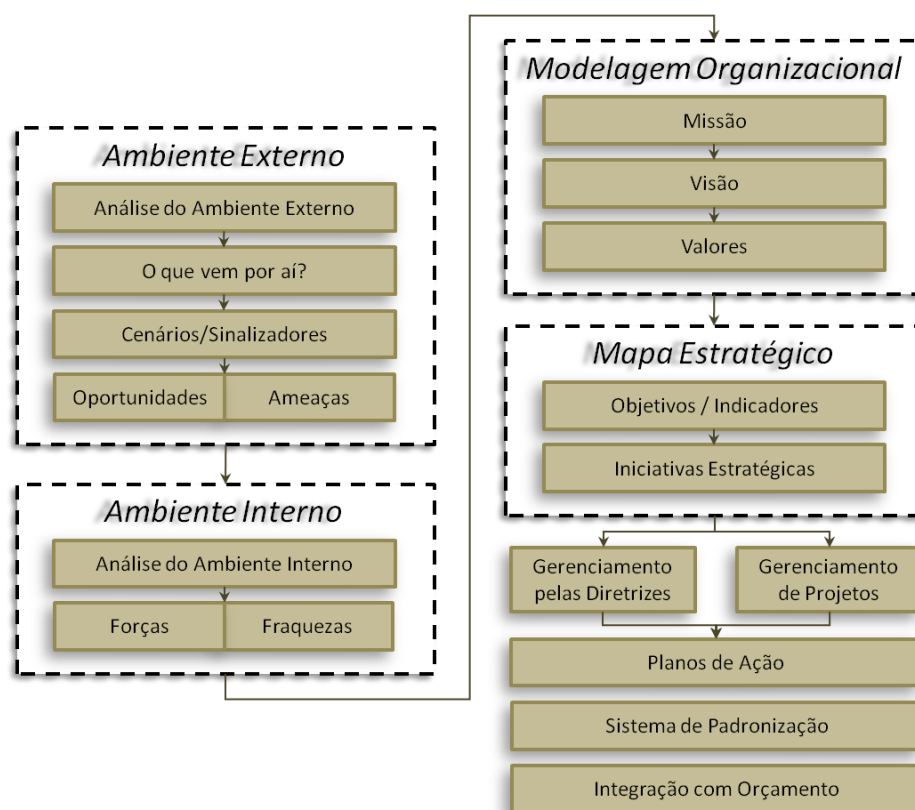 Ambiente Externo
Análise do Ambiente Externo
O que vem por aí?
Cenários/Sinalizadores
Oportunidades
Ameaças
Ambiente Interno
Análise do Ambiente Interno
Forças
Fraquezas
Modelagem Organizacional
Missão
Visão
Valores
Mapa Estratégico
Objetivos / Indicadores
Iniciativas Estratégicas
Gerenciamento
pelas Diretrizes
Gerenciamento
de Projetos
Planos de Ação
Sistema de Padronização
Integração com Orçamento